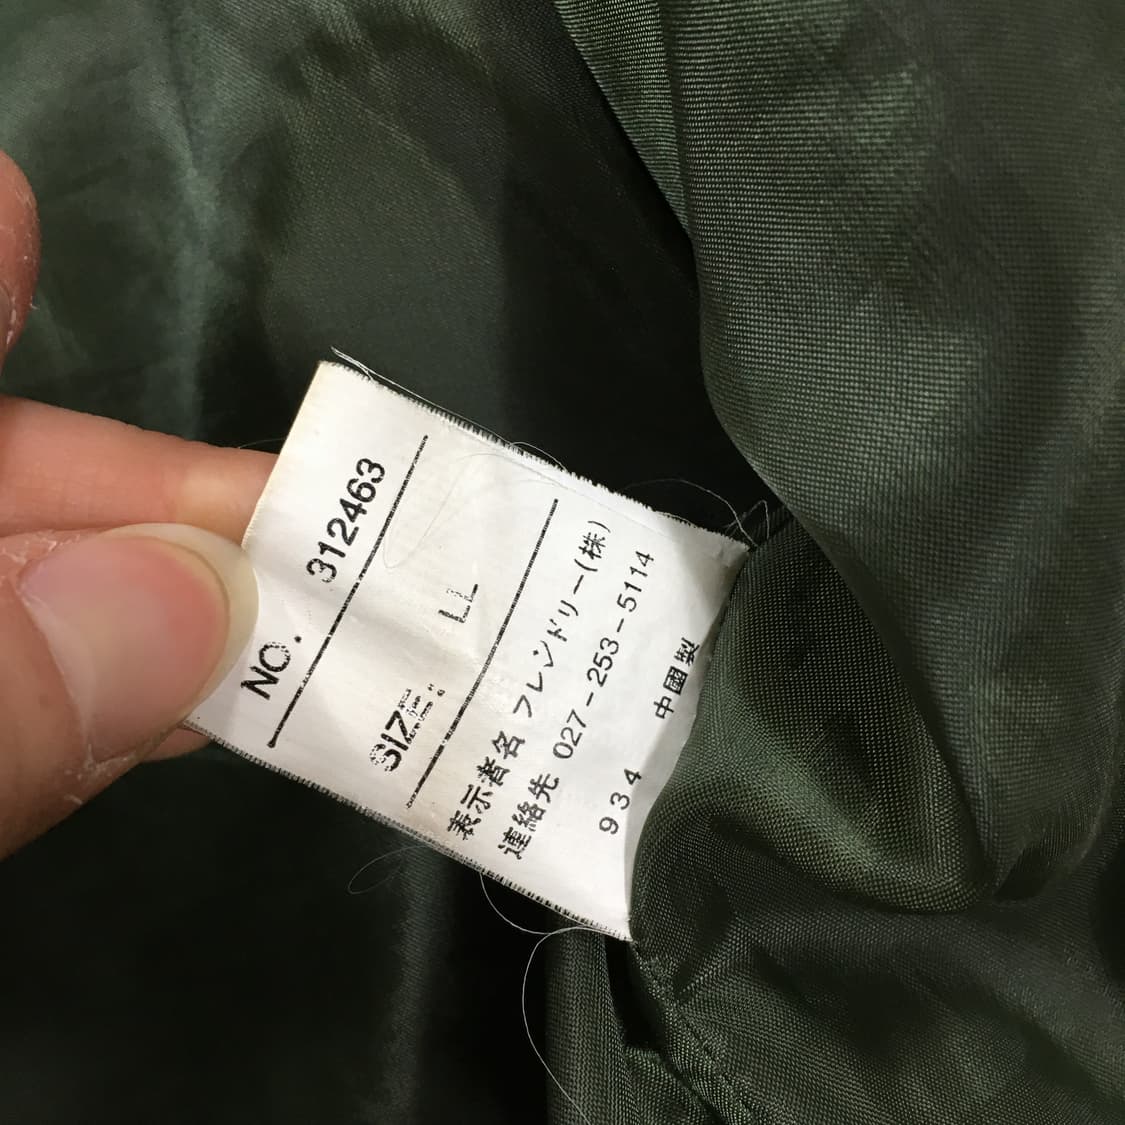 NO. 312463
SIZE. LL
表示者名 フレンドリー(株)
連絡先 027-253-5114
中國製
934